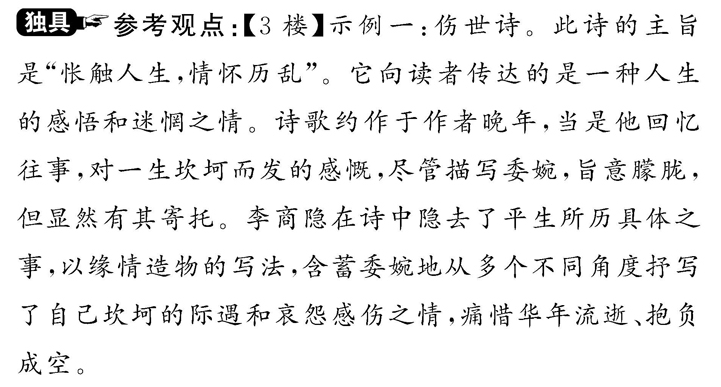 独具 参考观点:【3 楼】示例一:伤世诗。此诗的主旨
是“怅触人生,情怀历乱”。它向读者传达的是一种人生
的感悟和迷惘之情。诗歌约作于作者晚年,当是他回忆
往事,对一生坎坷而发的感慨,尽管描写委婉,旨意朦胧,
但显然有其寄托。李商隐在诗中隐去了平生所历具体之
事,以缘情造物的写法,含蓄委婉地从多个不同角度抒写
了自己坎坷的际遇和哀怨感伤之情,痛惜华年流逝、抱负
成空。